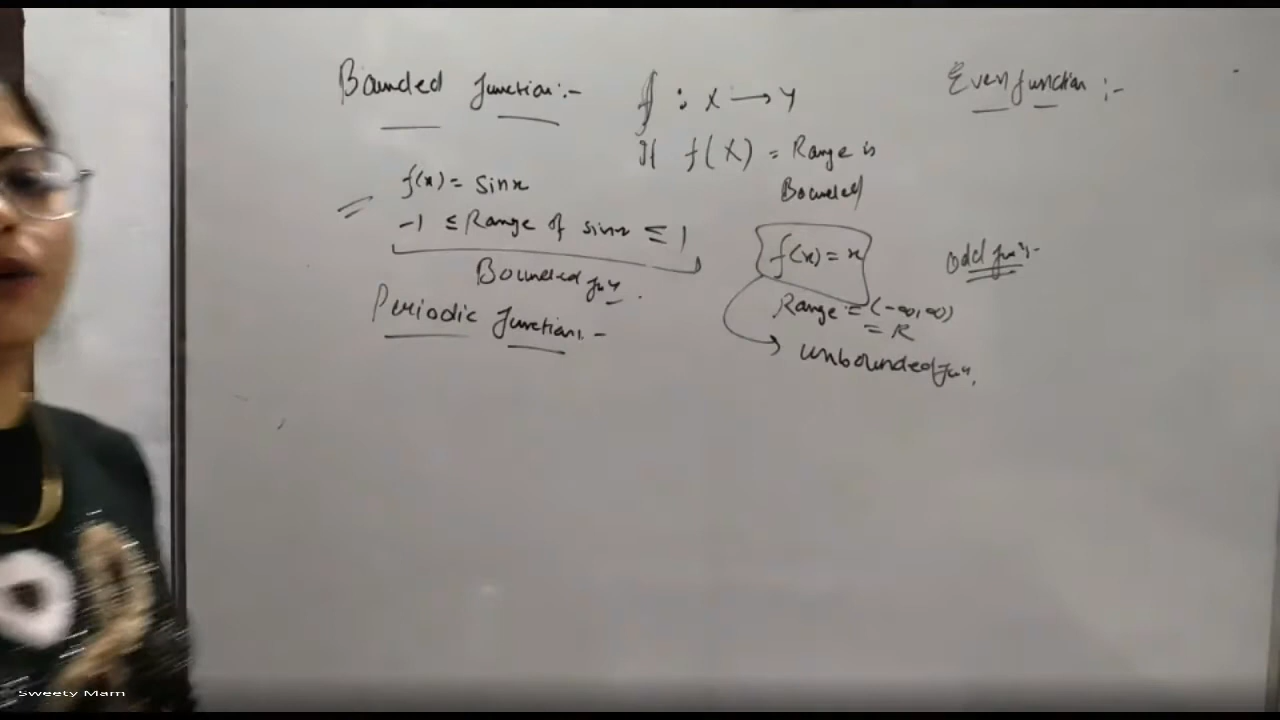 Bounded function:-
f : X → Y
If f(X) = Range is
Bounded
f(x) = sinx
-1 ≤ Range of sinx ≤ 1
Bounded fuⁿ.
f(x) = x
Range = (-∞,∞)
= R
unbounded fuⁿ.
Periodic function:-
Even function:-
Odd fuⁿ:-
Sweety Mam